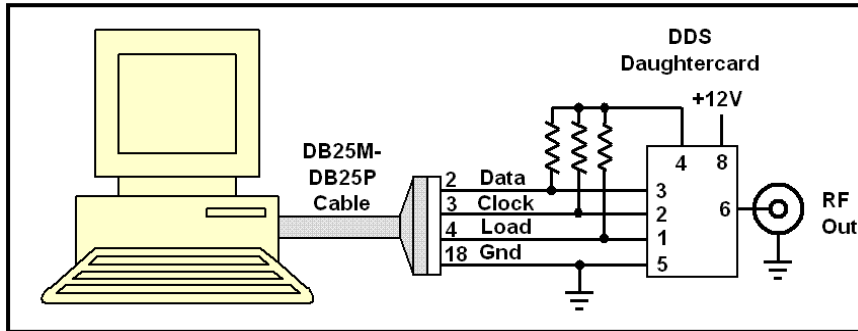 DDS
Daughtercard
+12V
DB25M-
DB25P
Cable
2 Data
3 Clock
4 Load
18 Gnd
4 8
3
2
1
5
6
RF
Out